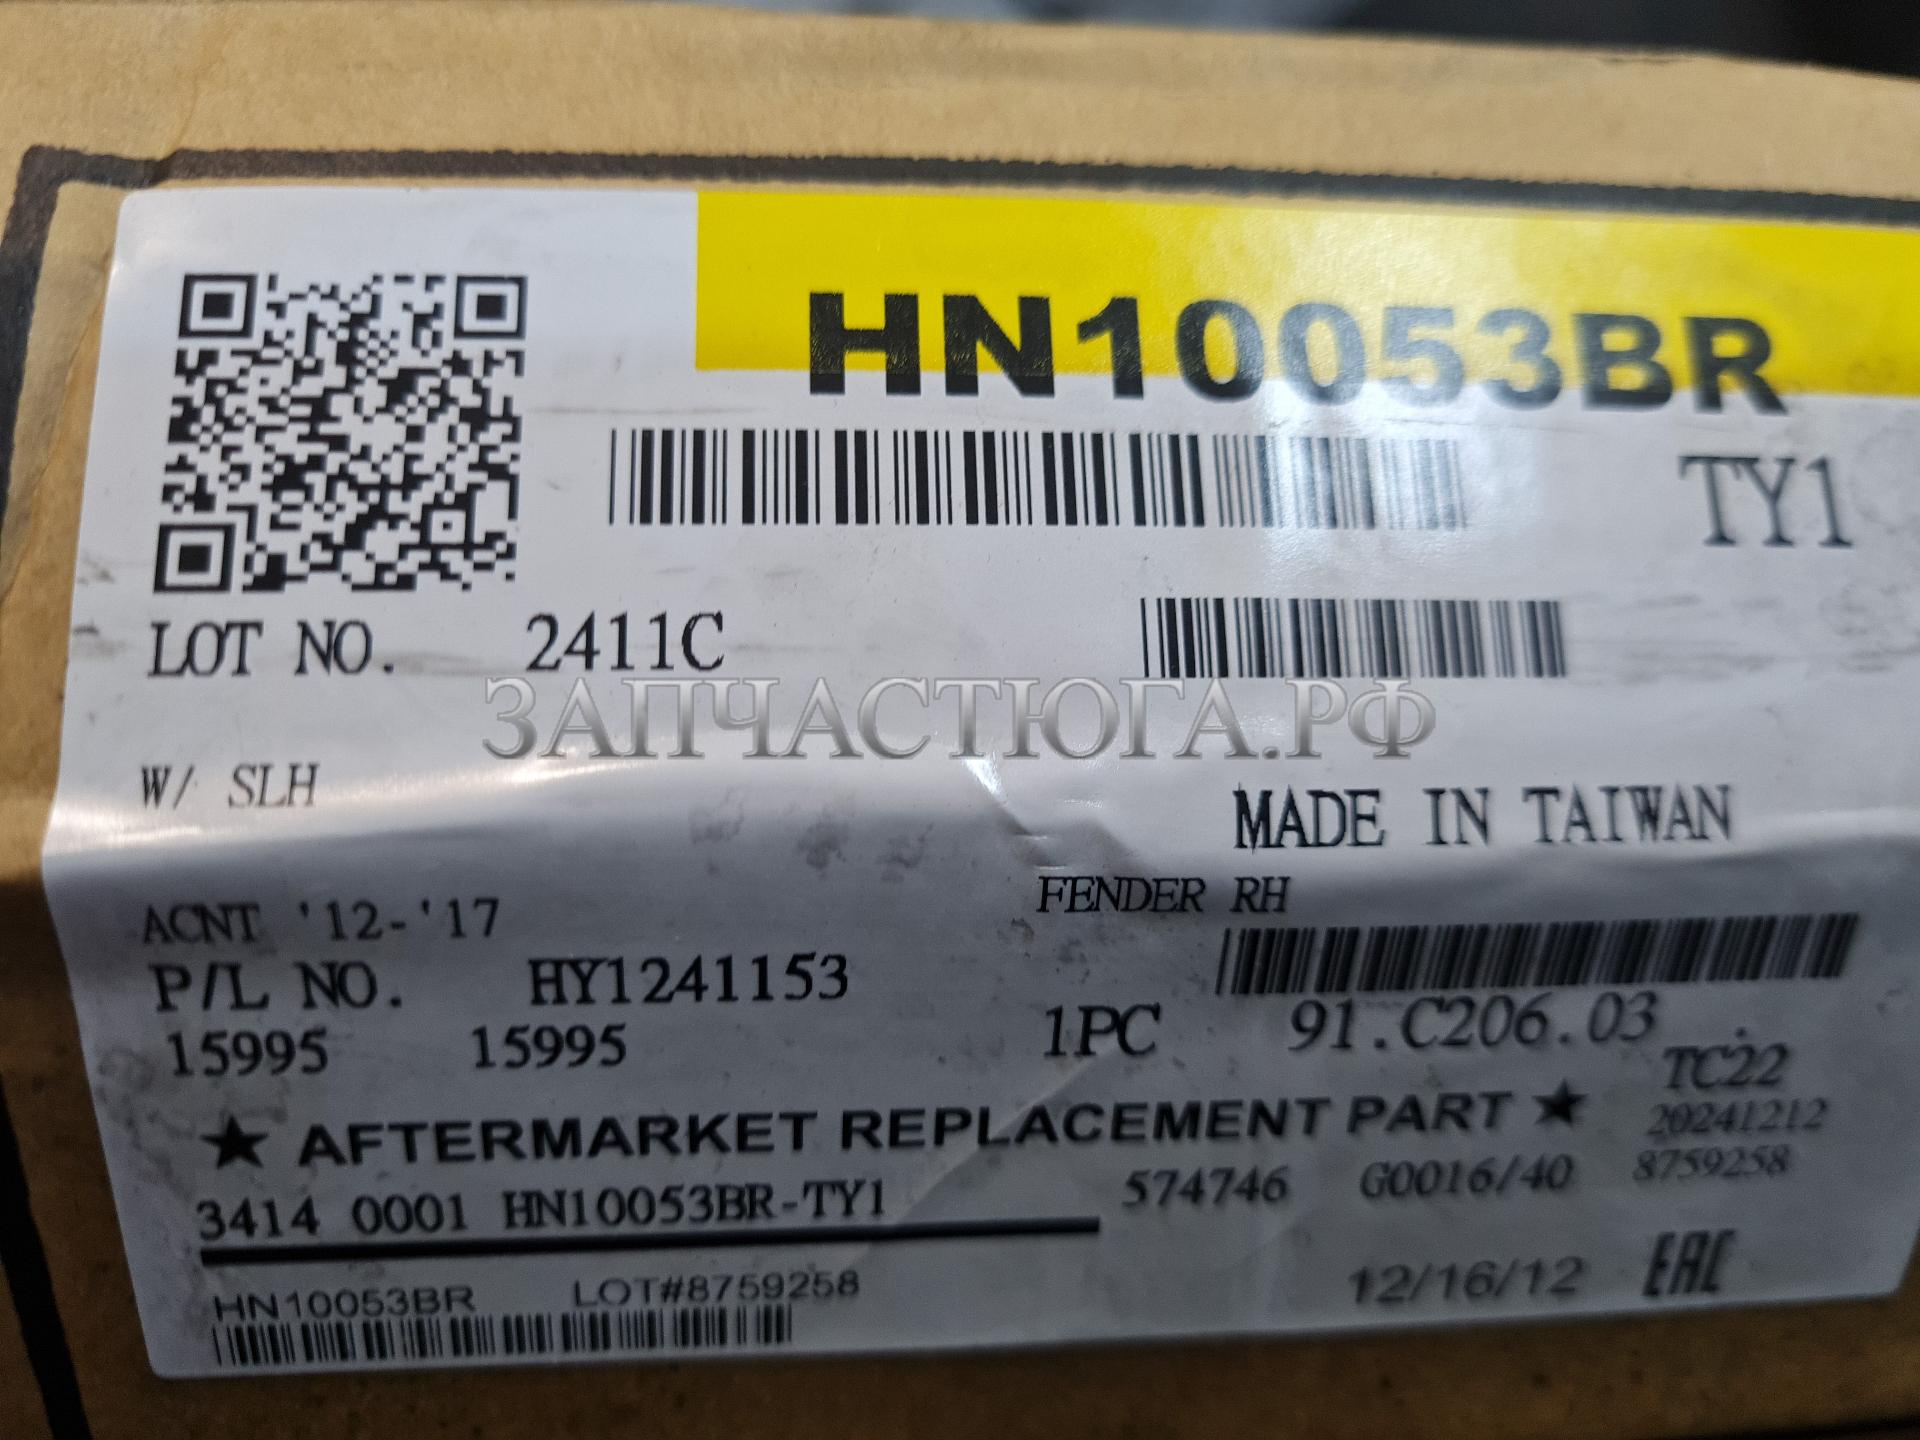 HN10053BR
TY1
LOT NO. 2411C
ЗАПЧАСТЮГА.РФ
W/ SLH
MADE IN TAIWAN
FENDER RH
ACNT '12-'17
P/L NO. HY1241153
1PC 91.C206.03
15995 15995
TC22
★ AFTERMARKET REPLACEMENT PART ★
20241212
3414 0001 HN10053BR-TY1 574746 G0016/40 8759258
HN10053BR LOT#8759258 12/16/12 EAC